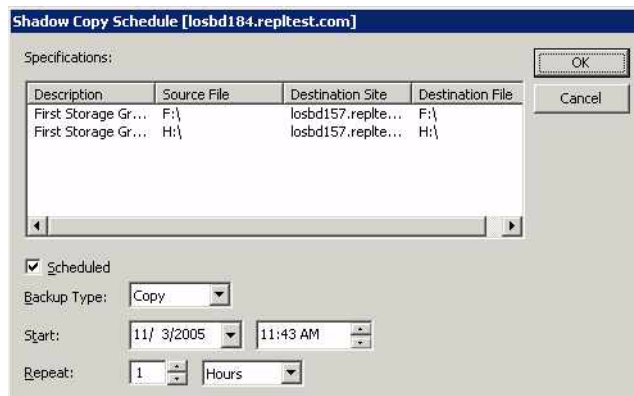 Shadow Copy Schedule [losbd184.repltest.com]
Specifications:
OK
Cancel
Description Source File Destination Site Destination File
First Storage Gr... F:\ losbd157.replte... F:\
First Storage Gr... H:\ losbd157.replte... H:\
Scheduled
Backup Type: Copy
Start: 11/ 3/2005 11:43 AM
Repeat: 1 Hours